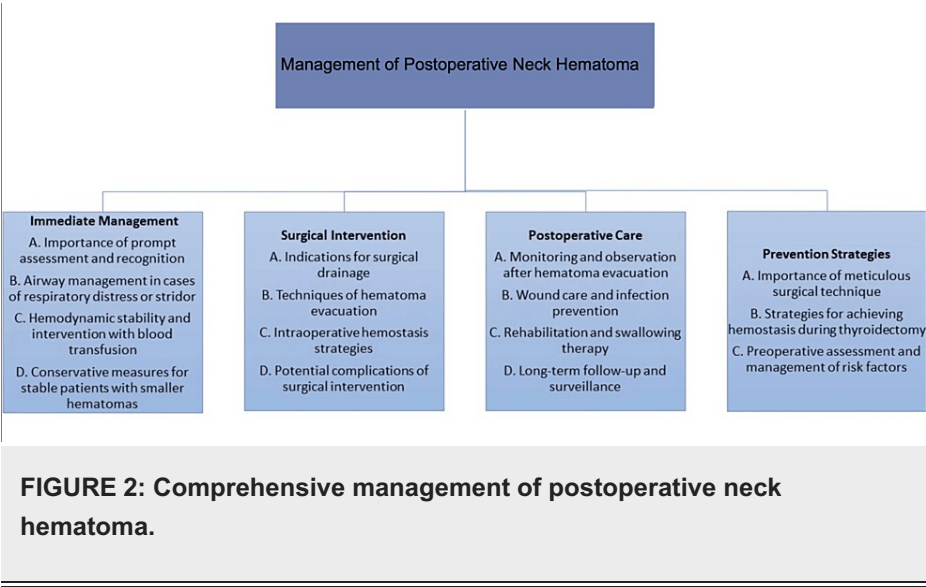 Management of Postoperative Neck Hematoma
Immediate Management
A. Importance of prompt
assessment and recognition
B. Airway management in cases
of respiratory distress or stridor
C. Hemodynamic stability and
intervention with blood
transfusion
D. Conservative measures for
stable patients with smaller
hematomas
Surgical Intervention
A. Indications for surgical
drainage
B. Techniques of hematoma
evacuation
C. Intraoperative hemostasis
strategies
D. Potential complications of
surgical intervention
Postoperative Care
A. Monitoring and observation
after hematoma evacuation
B. Wound care and infection
prevention
C. Rehabilitation and swallowing
therapy
D. Long-term follow-up and
surveillance
Prevention Strategies
A. Importance of meticulous
surgical technique
B. Strategies for achieving
hemostasis during thyroidectomy
C. Preoperative assessment and
management of risk factors
FIGURE 2: Comprehensive management of postoperative neck
hematoma.